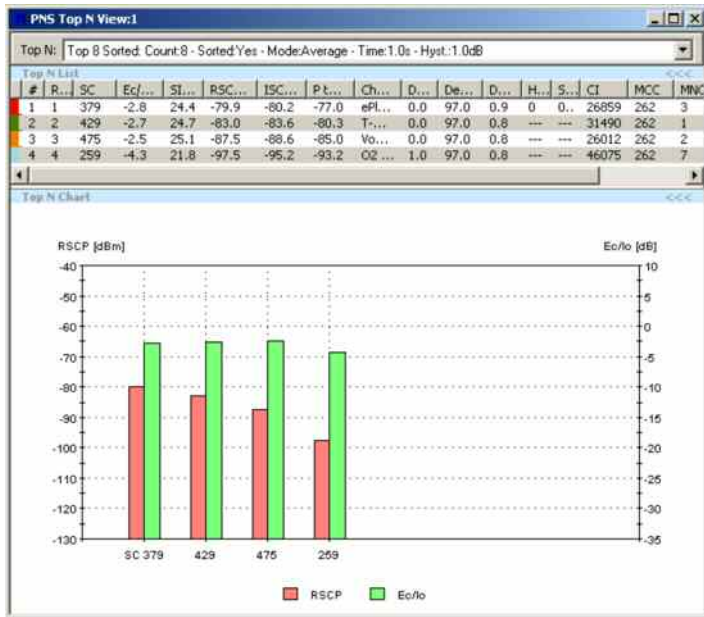 PNS Top N View:1
Top N: Top 8 Sorted: Count:8 - Sorted:Yes - Mode:Average - Time:1.0s - Hyst.:1.0dB
Top N List <<<
# R... SC Ec/... SI... RSC... ISC... P t... Ch... D... De... D... H... S... CI MCC MNC
1 1 379 -2.8 24.4 -79.9 -80.2 -77.0 ePl... 0.0 97.0 0.9 0 0.. 26859 262 3
2 2 429 -2.7 24.7 -83.0 -83.6 -80.3 T-... 0.0 97.0 0.8 --- --- 31490 262 1
3 3 475 -2.5 25.1 -87.5 -88.6 -85.0 Vo... 0.0 97.0 0.8 --- --- 26012 262 2
4 4 259 -4.3 21.8 -97.5 -95.2 -93.2 O2 ... 1.0 97.0 0.8 --- --- 46075 262 7
Top N Chart <<<
RSCP [dBm] Ec/Io [dB]
-40 10
-50 5
-60 0
-70 -5
-80 -10
-90 -15
-100 -20
-110 -25
-120 -30
-130 -35
SC 379 429 475 259
RSCP Ec/Io